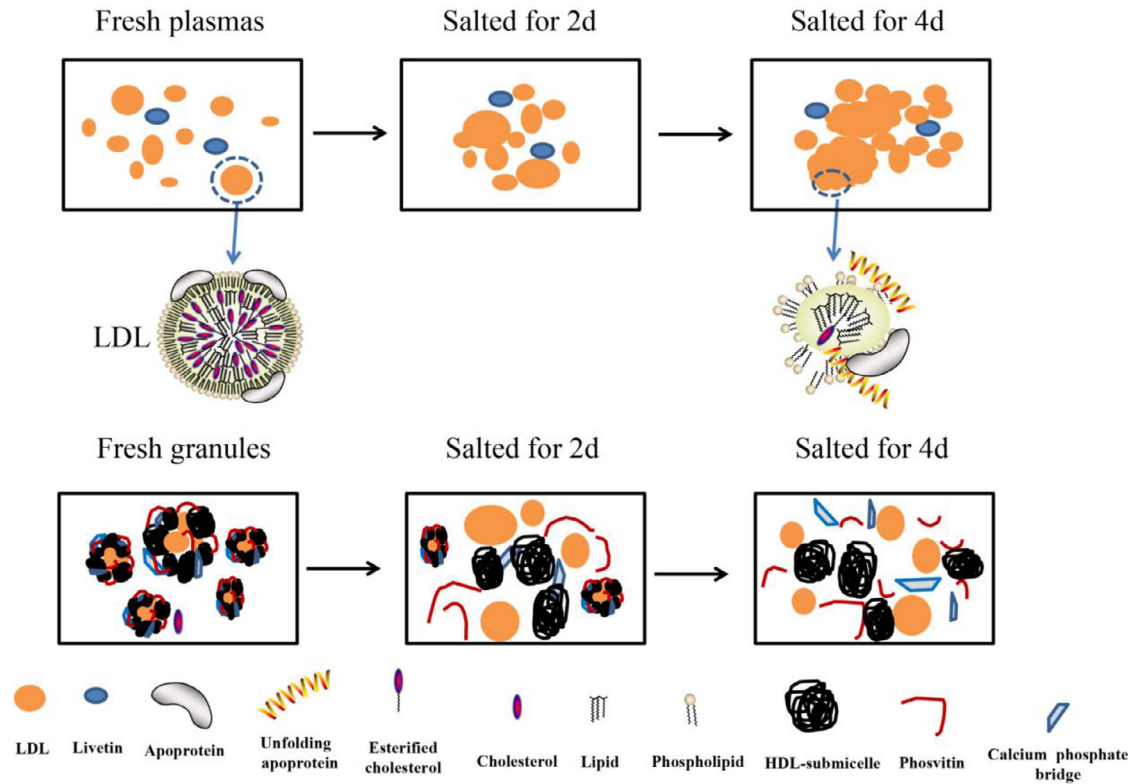 Fresh plasmas
Salted for 2d
Salted for 4d
LDL
Fresh granules
Salted for 2d
Salted for 4d
LDL
Livetin
Apoprotein
Unfolding
apoprotein
Esterified
cholesterol
Cholesterol
Lipid
Phospholipid
HDL-submicelle
Phosvitin
Calcium phosphate
bridge